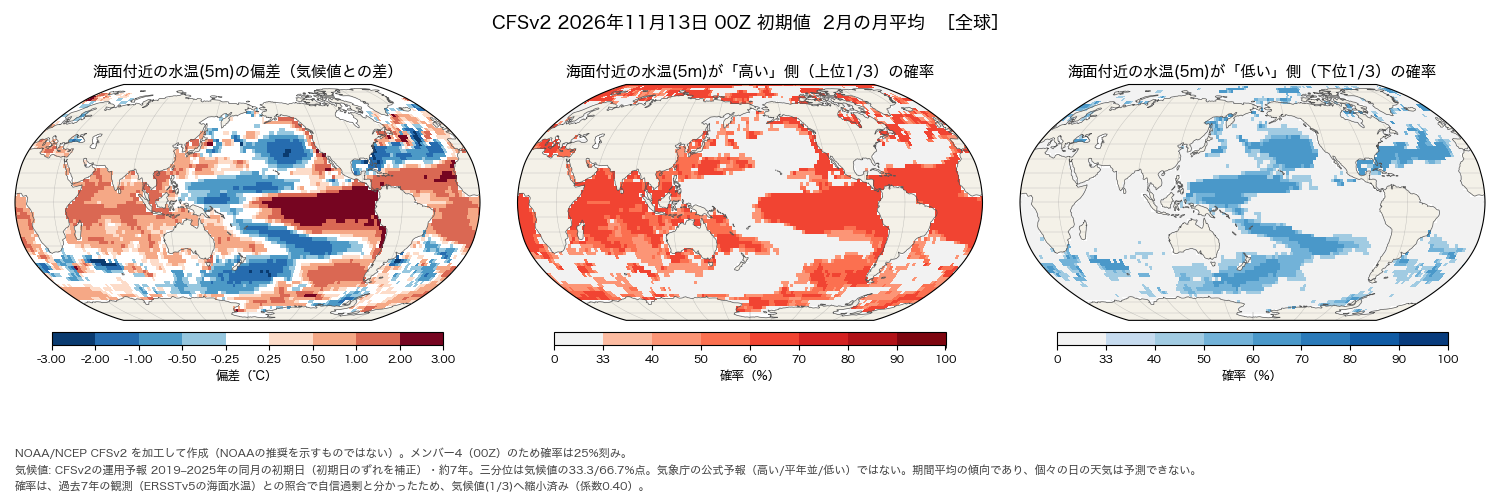 CFSv2 2026年11月13日 00Z 初期値 2月の月平均 ［全球］
海面付近の水温(5m)の偏差（気候値との差）
海面付近の水温(5m)が「高い」側（上位1/3）の確率
海面付近の水温(5m)が「低い」側（下位1/3）の確率
-3.00 -2.00 -1.00 -0.50 -0.25 0.25 0.50 1.00 2.00 3.00
偏差（℃）
0 33 40 50 60 70 80 90 100
確率（%）
0 33 40 50 60 70 80 90 100
確率（%）
NOAA/NCEP CFSv2 を加工して作成（NOAAの推奨を示すものではない）。メンバー4（00Z）のため確率は25%刻み。
気候値: CFSv2の運用予報 2019–2025年の同月の初期日（初期日のずれを補正）・約7年。三分位は気候値の33.3/66.7%点。気象庁の公式予報（高い/平年並/低い）ではない。期間平均の傾向であり、個々の日の天気は予測できない。
確率は、過去7年の観測（ERSSTv5の海面水温）との照合で自信過剰と分かったため、気候値(1/3)へ縮小済み（係数0.40）。